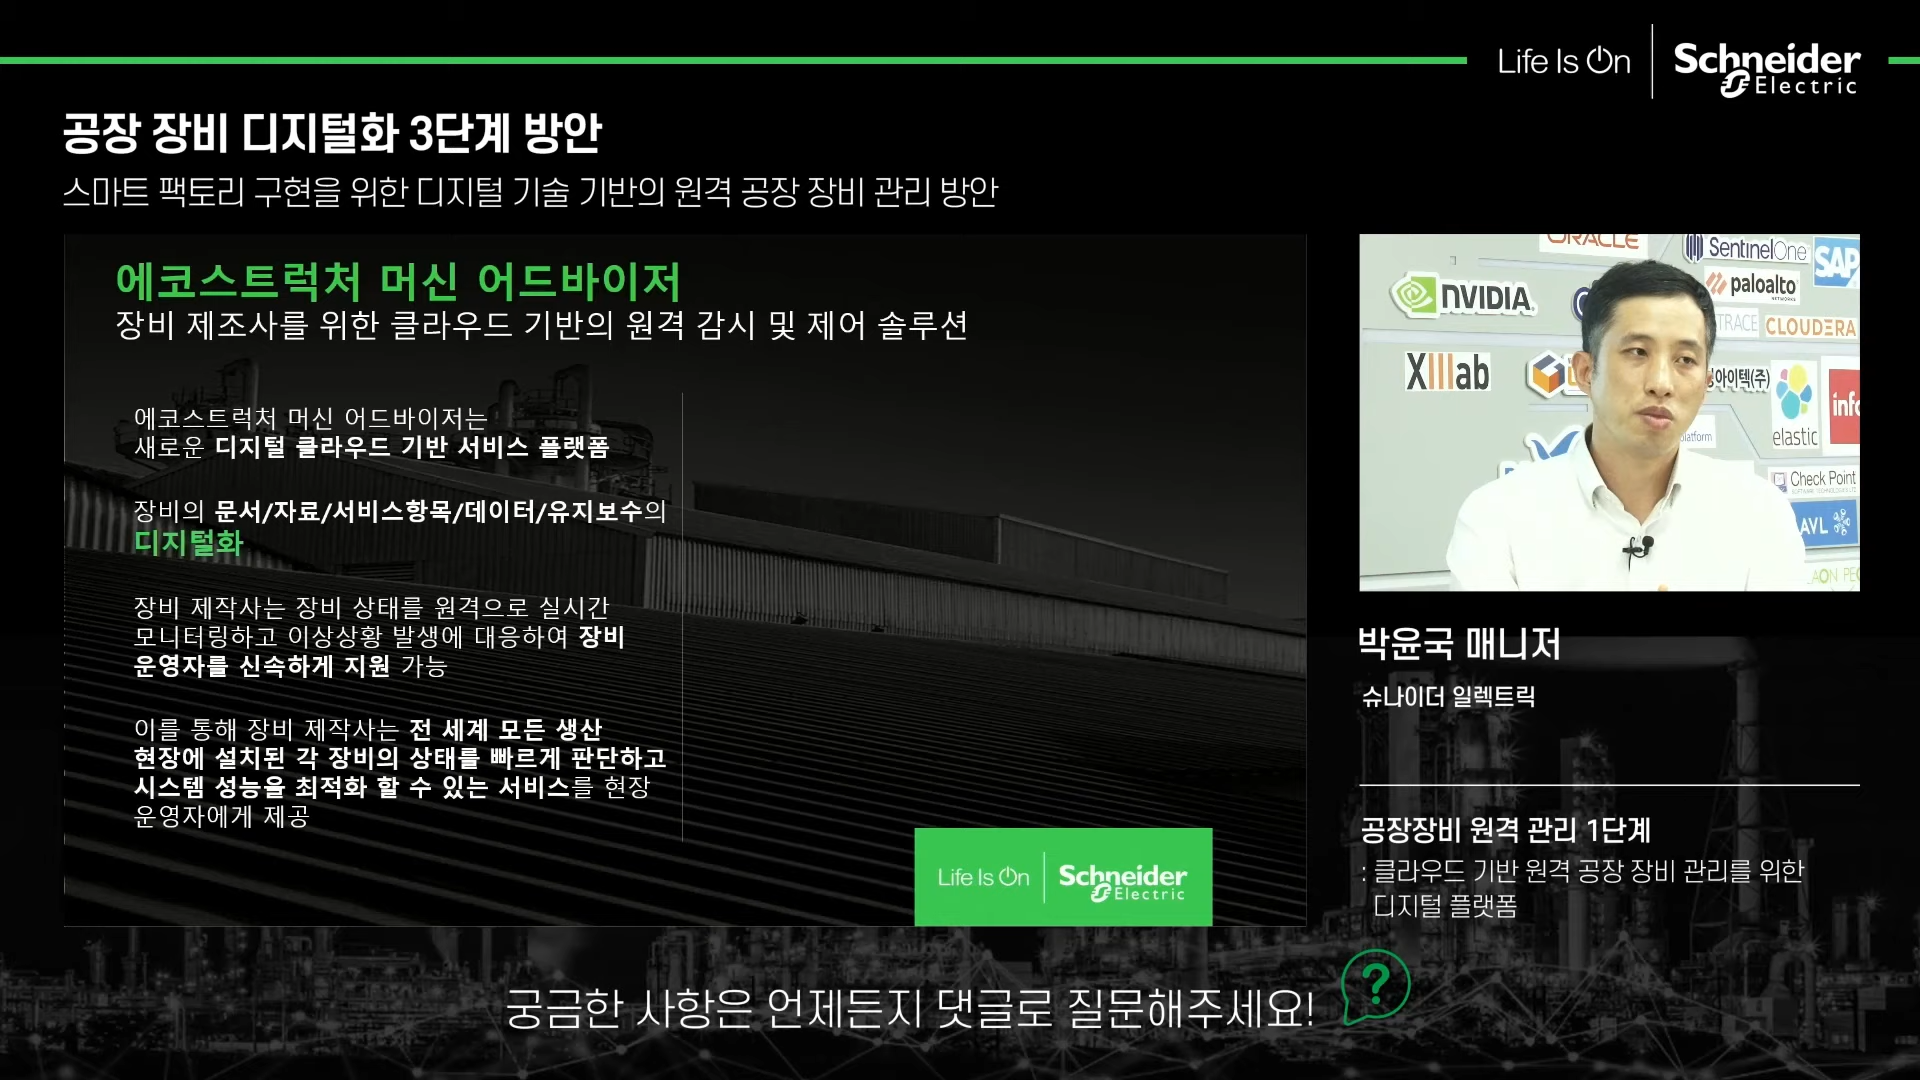 Life Is On
Schneider
Electric
공장 장비 디지털화 3단계 방안
스마트 팩토리 구현을 위한 디지털 기술 기반의 원격 공장 장비 관리 방안
에코스트럭처 머신 어드바이저
장비 제조사를 위한 클라우드 기반의 원격 감시 및 제어 솔루션
에코스트럭처 머신 어드바이저는
새로운 디지털 클라우드 기반 서비스 플랫폼
장비의 문서/자료/서비스항목/데이터/유지보수의
디지털화
장비 제작사는 장비 상태를 원격으로 실시간
모니터링하고 이상상황 발생에 대응하여 장비
운영자를 신속하게 지원 가능
이를 통해 장비 제작사는 전 세계 모든 생산
현장에 설치된 각 장비의 상태를 빠르게 판단하고
시스템 성능을 최적화 할 수 있는 서비스를 현장
운영자에게 제공
Life Is On
Schneider
Electric
ORACLE
SentinelOne
SAP
paloalto
NETWORKS
NVIDIA
TRACE
CLOUDERA
XIIIab
아이텍(주)
elastic
info
platform
Check Point
AVL
AON PE
박윤국 매니저
슈나이더 일렉트릭
공장장비 원격 관리 1단계
: 클라우드 기반 원격 공장 장비 관리를 위한
디지털 플랫폼
궁금한 사항은 언제든지 댓글로 질문해주세요!
?